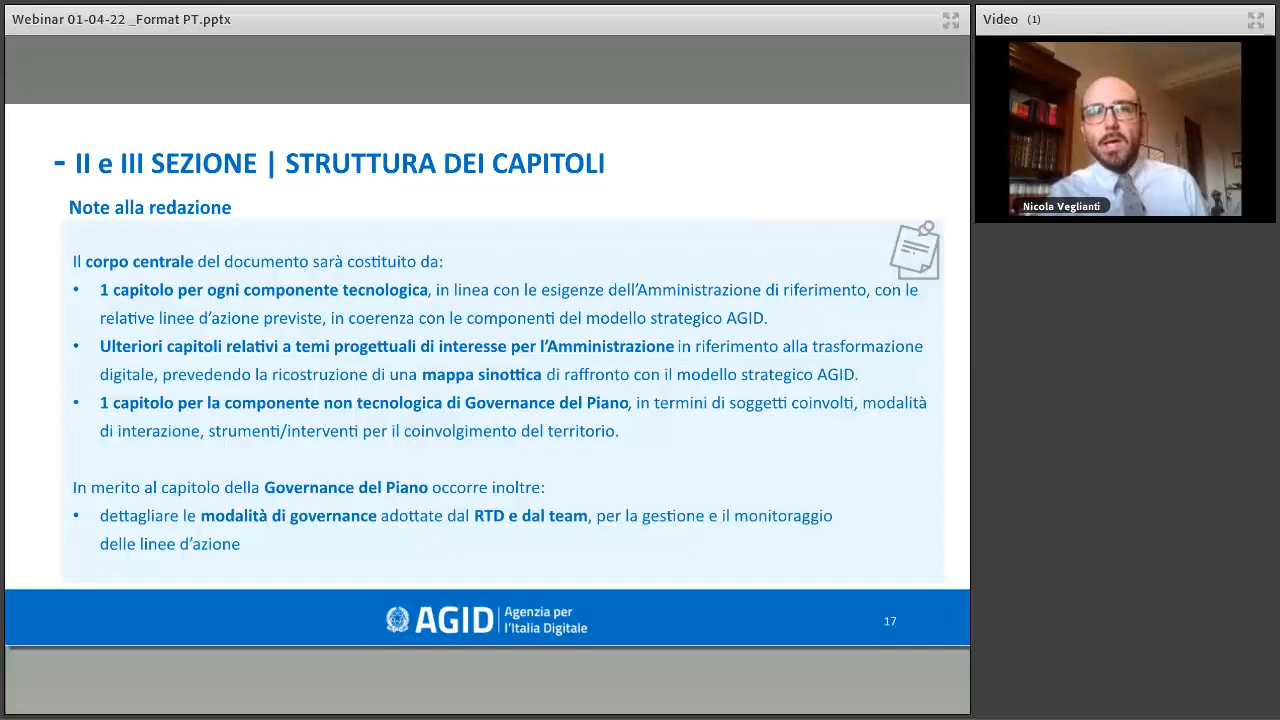 Webinar 01-04-22 _Format PT.pptx
Video (1)
Nicola Veglianti
- II e III SEZIONE | STRUTTURA DEI CAPITOLI
Note alla redazione
Il corpo centrale del documento sarà costituito da:
• 1 capitolo per ogni componente tecnologica, in linea con le esigenze dell'Amministrazione di riferimento, con le
relative linee d'azione previste, in coerenza con le componenti del modello strategico AGID.
• Ulteriori capitoli relativi a temi progettuali di interesse per l'Amministrazione in riferimento alla trasformazione
digitale, prevedendo la ricostruzione di una mappa sinottica di raffronto con il modello strategico AGID.
• 1 capitolo per la componente non tecnologica di Governance del Piano, in termini di soggetti coinvolti, modalità
di interazione, strumenti/interventi per il coinvolgimento del territorio.
In merito al capitolo della Governance del Piano occorre inoltre:
• dettagliare le modalità di governance adottate dal RTD e dal team, per la gestione e il monitoraggio
delle linee d'azione
AGID
Agenzia per
l'Italia Digitale
17